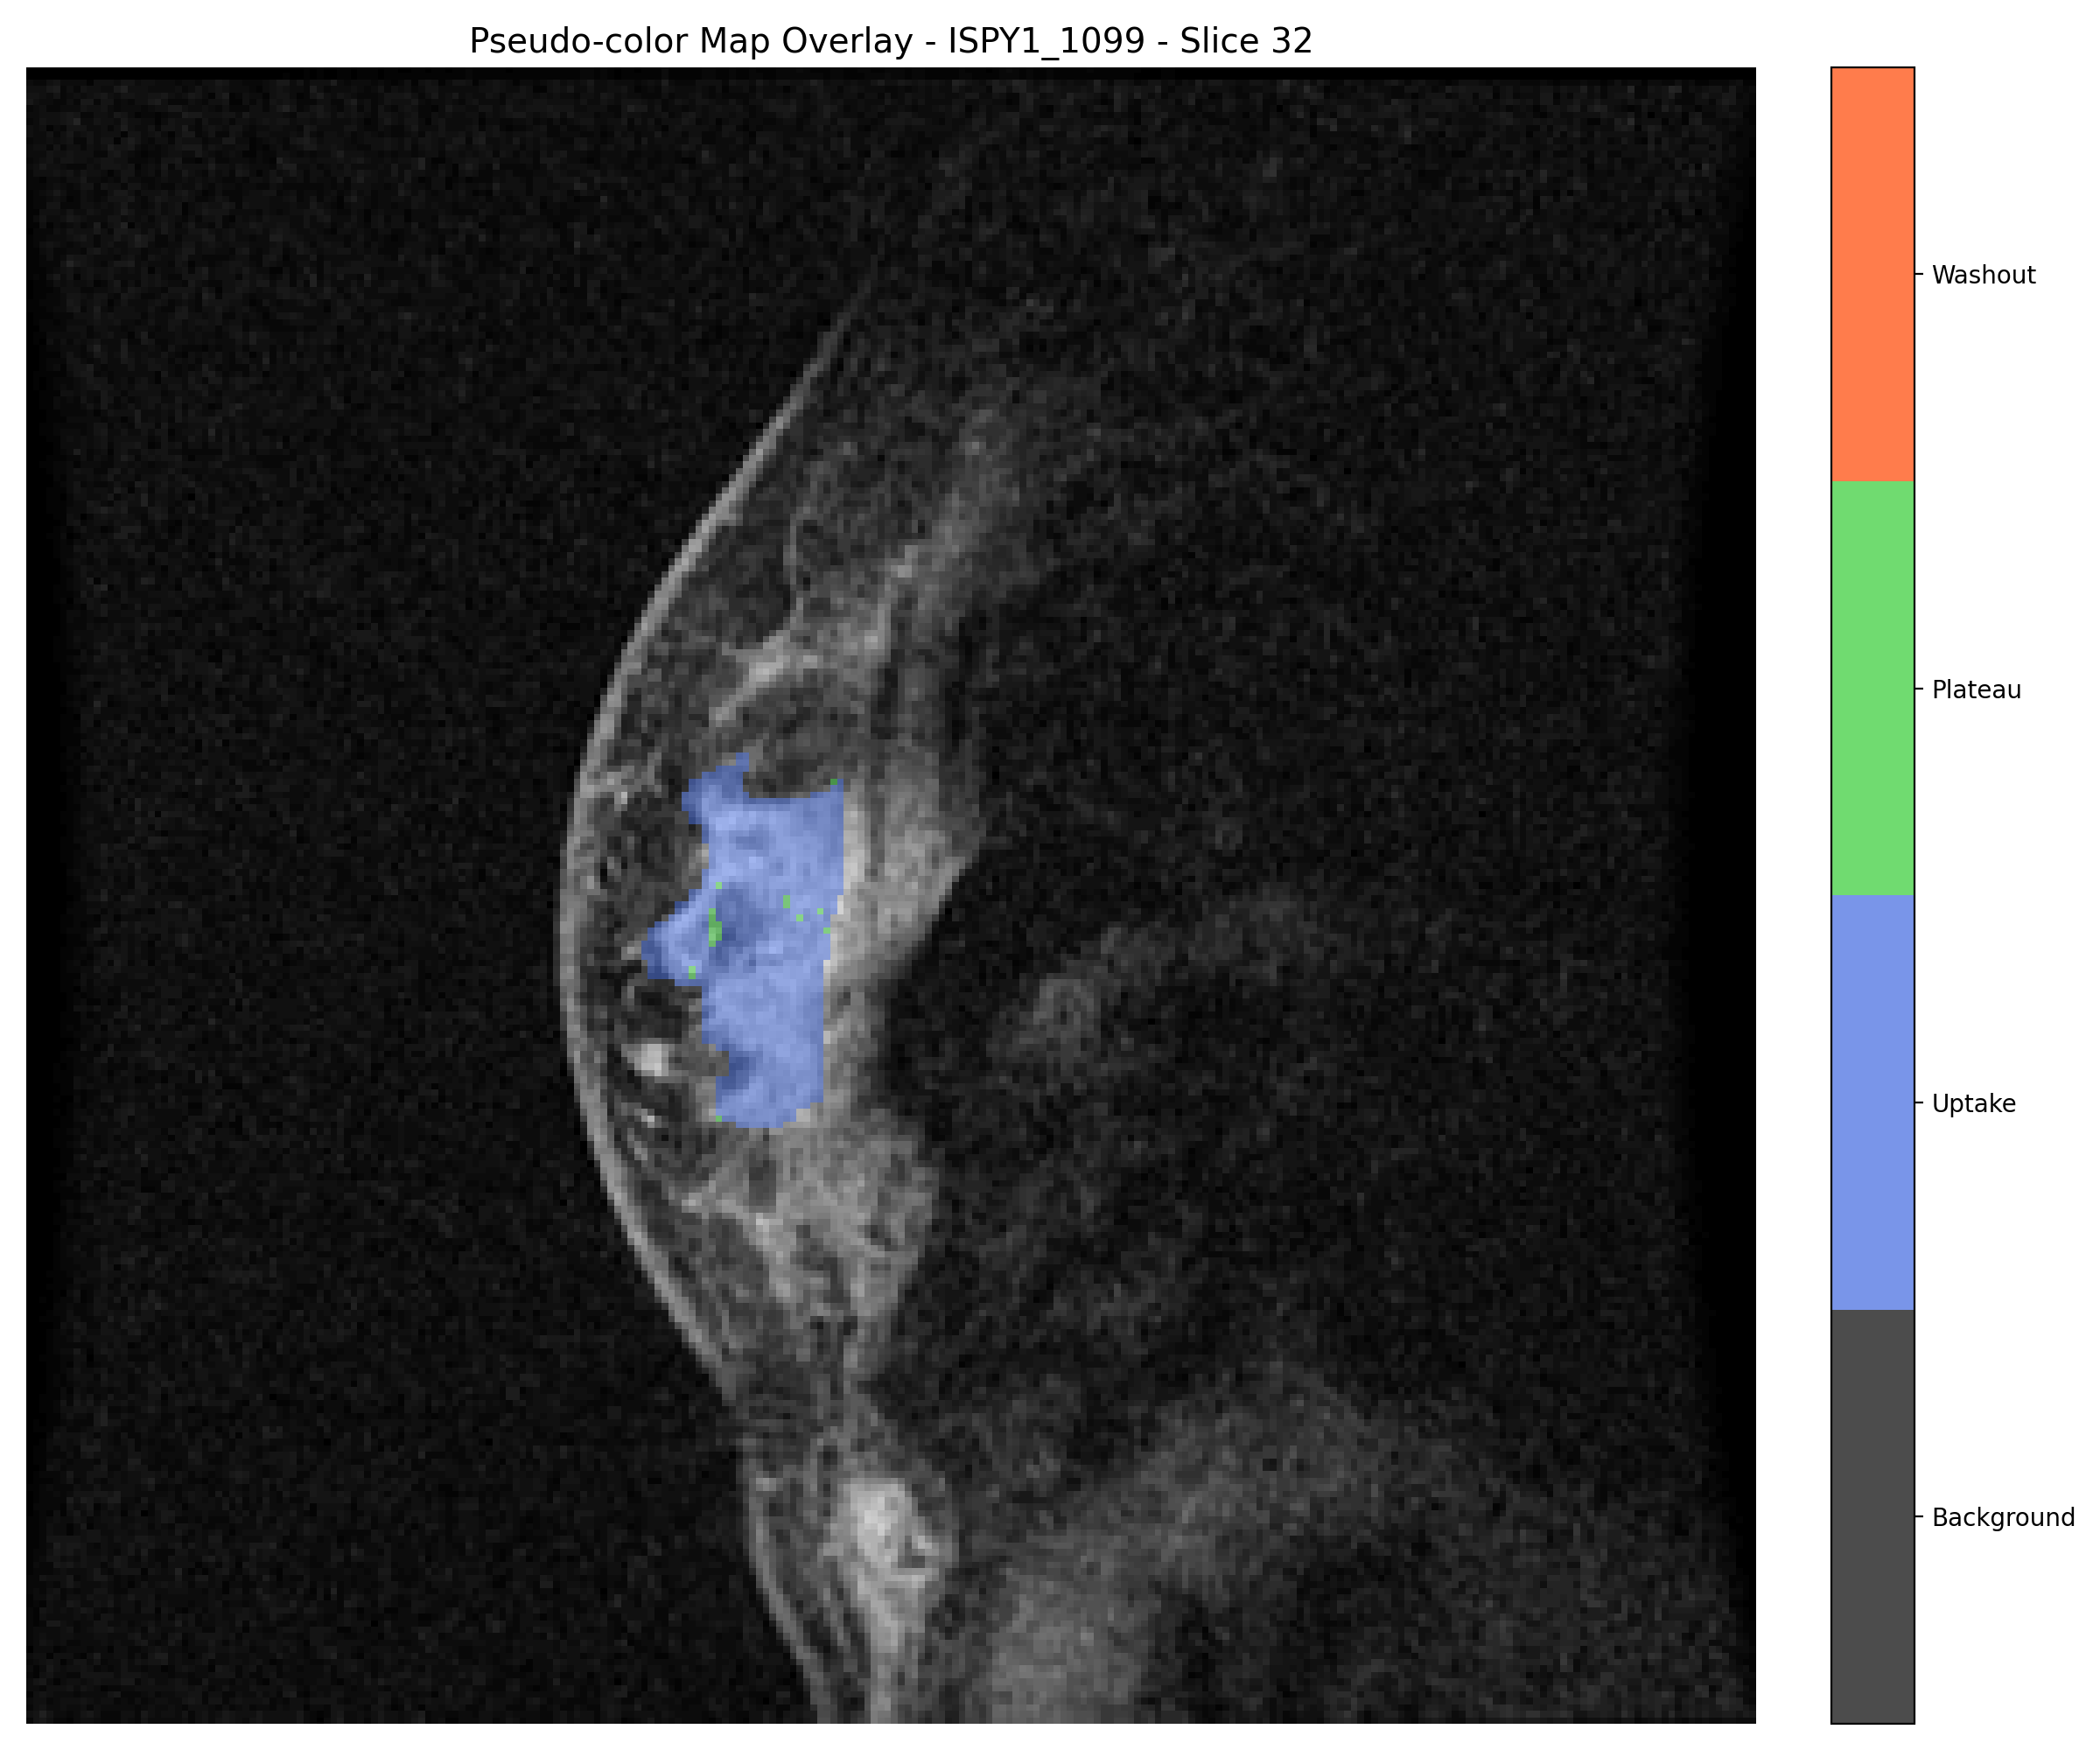 Pseudo-color Map Overlay - ISPY1_1099 - Slice 32
Washout
Plateau
Uptake
Background